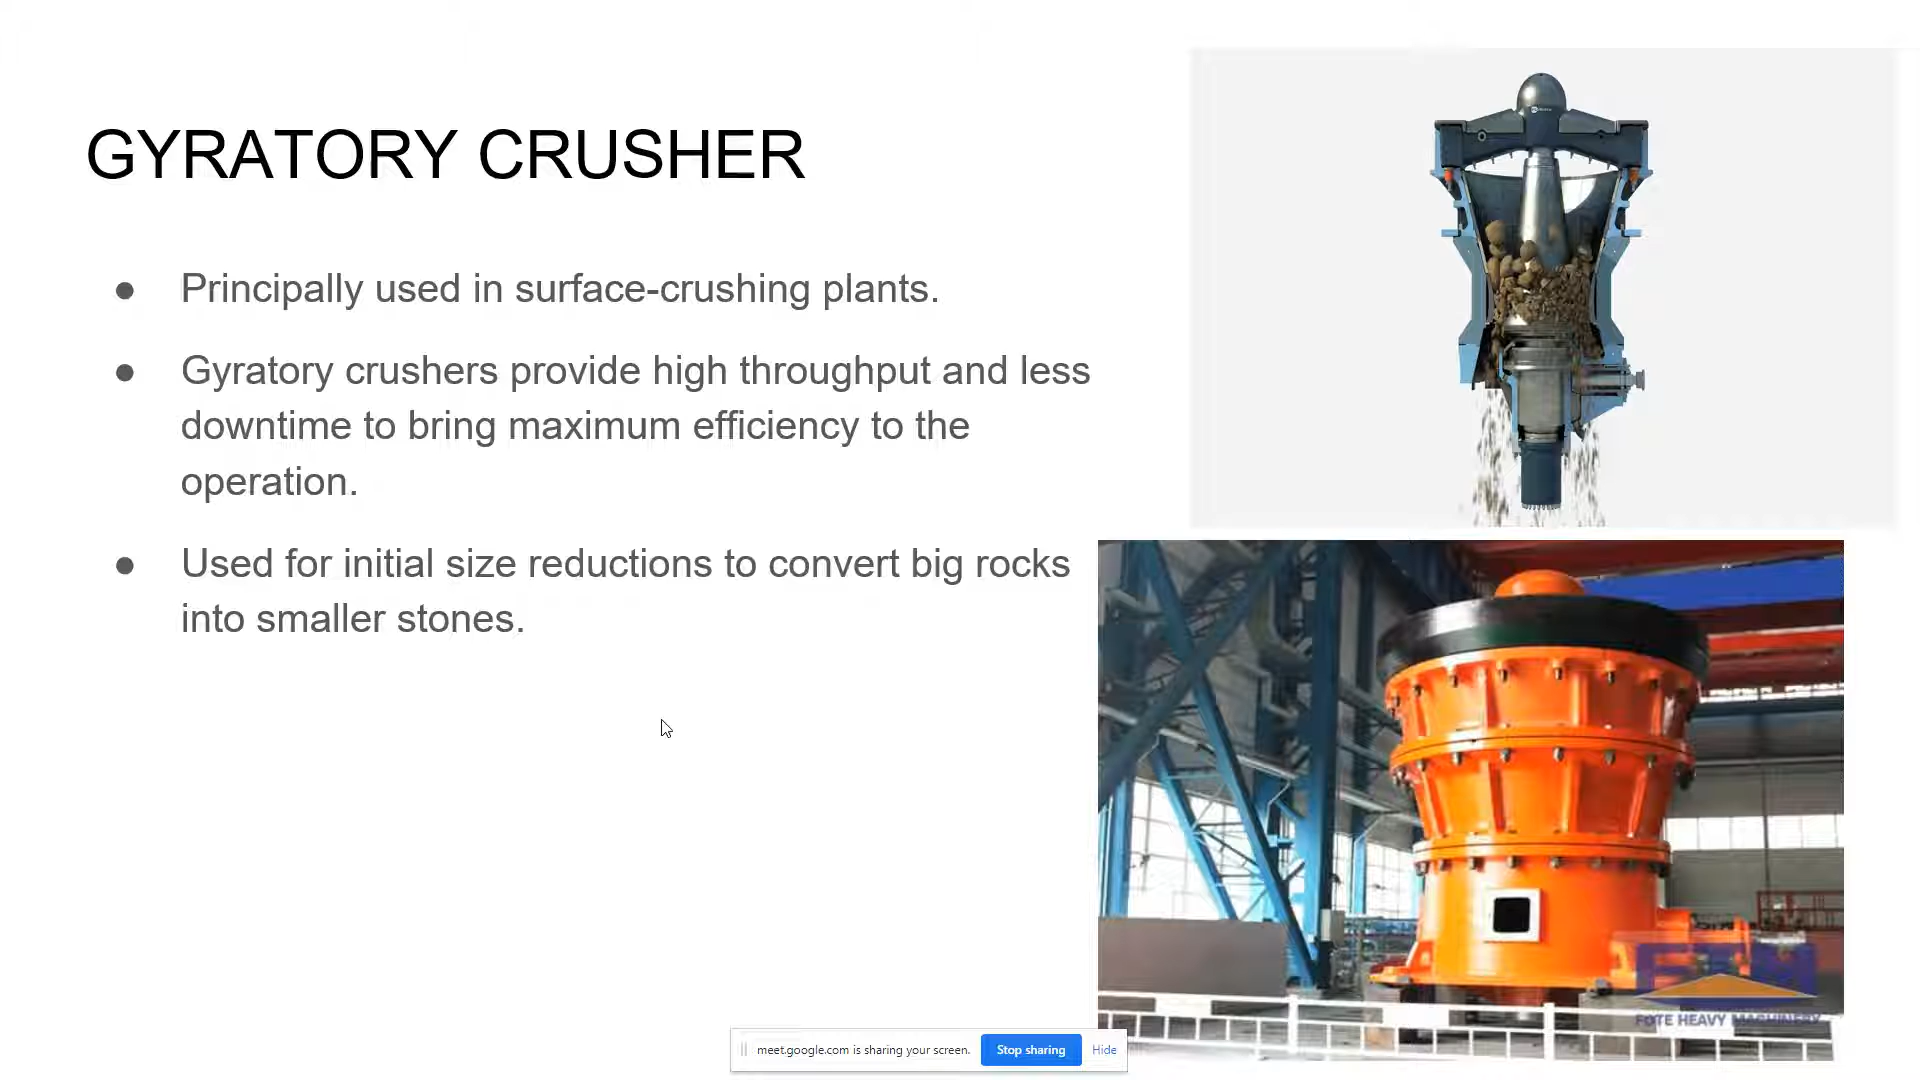 GYRATORY CRUSHER
● Principally used in surface-crushing plants.
● Gyratory crushers provide high throughput and less
downtime to bring maximum efficiency to the
operation.
● Used for initial size reductions to convert big rocks
into smaller stones.
FOTE HEAVY MACHINERY
meet.google.com is sharing your screen. Stop sharing Hide